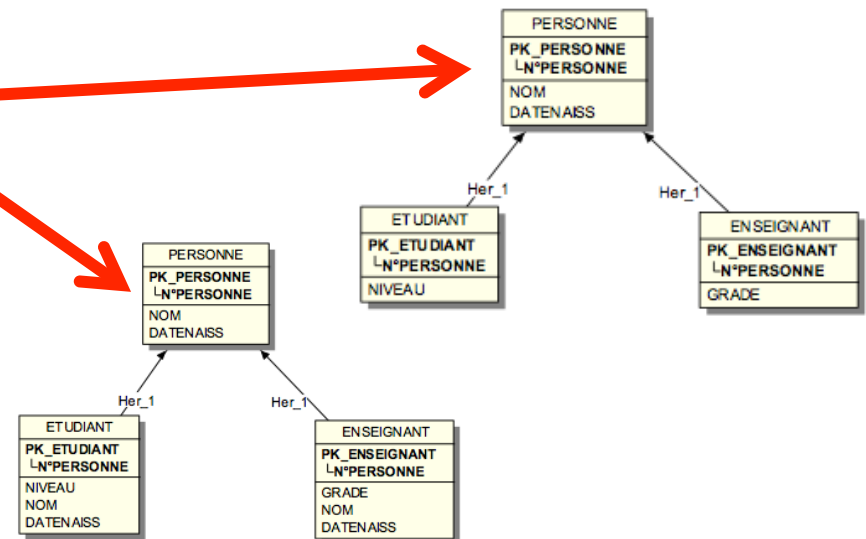 PERSONNE
PK_PERSONNE
└N°PERSONNE
NOM
DATENAISS
Her_1
Her_1
ETUDIANT
PK_ETUDIANT
└N°PERSONNE
NIVEAU
ENSEIGNANT
PK_ENSEIGNANT
└N°PERSONNE
GRADE
PERSONNE
PK_PERSONNE
└N°PERSONNE
NOM
DATENAISS
Her_1
Her_1
ETUDIANT
PK_ETUDIANT
└N°PERSONNE
NIVEAU
NOM
DATENAISS
ENSEIGNANT
PK_ENSEIGNANT
└N°PERSONNE
GRADE
NOM
DATENAISS